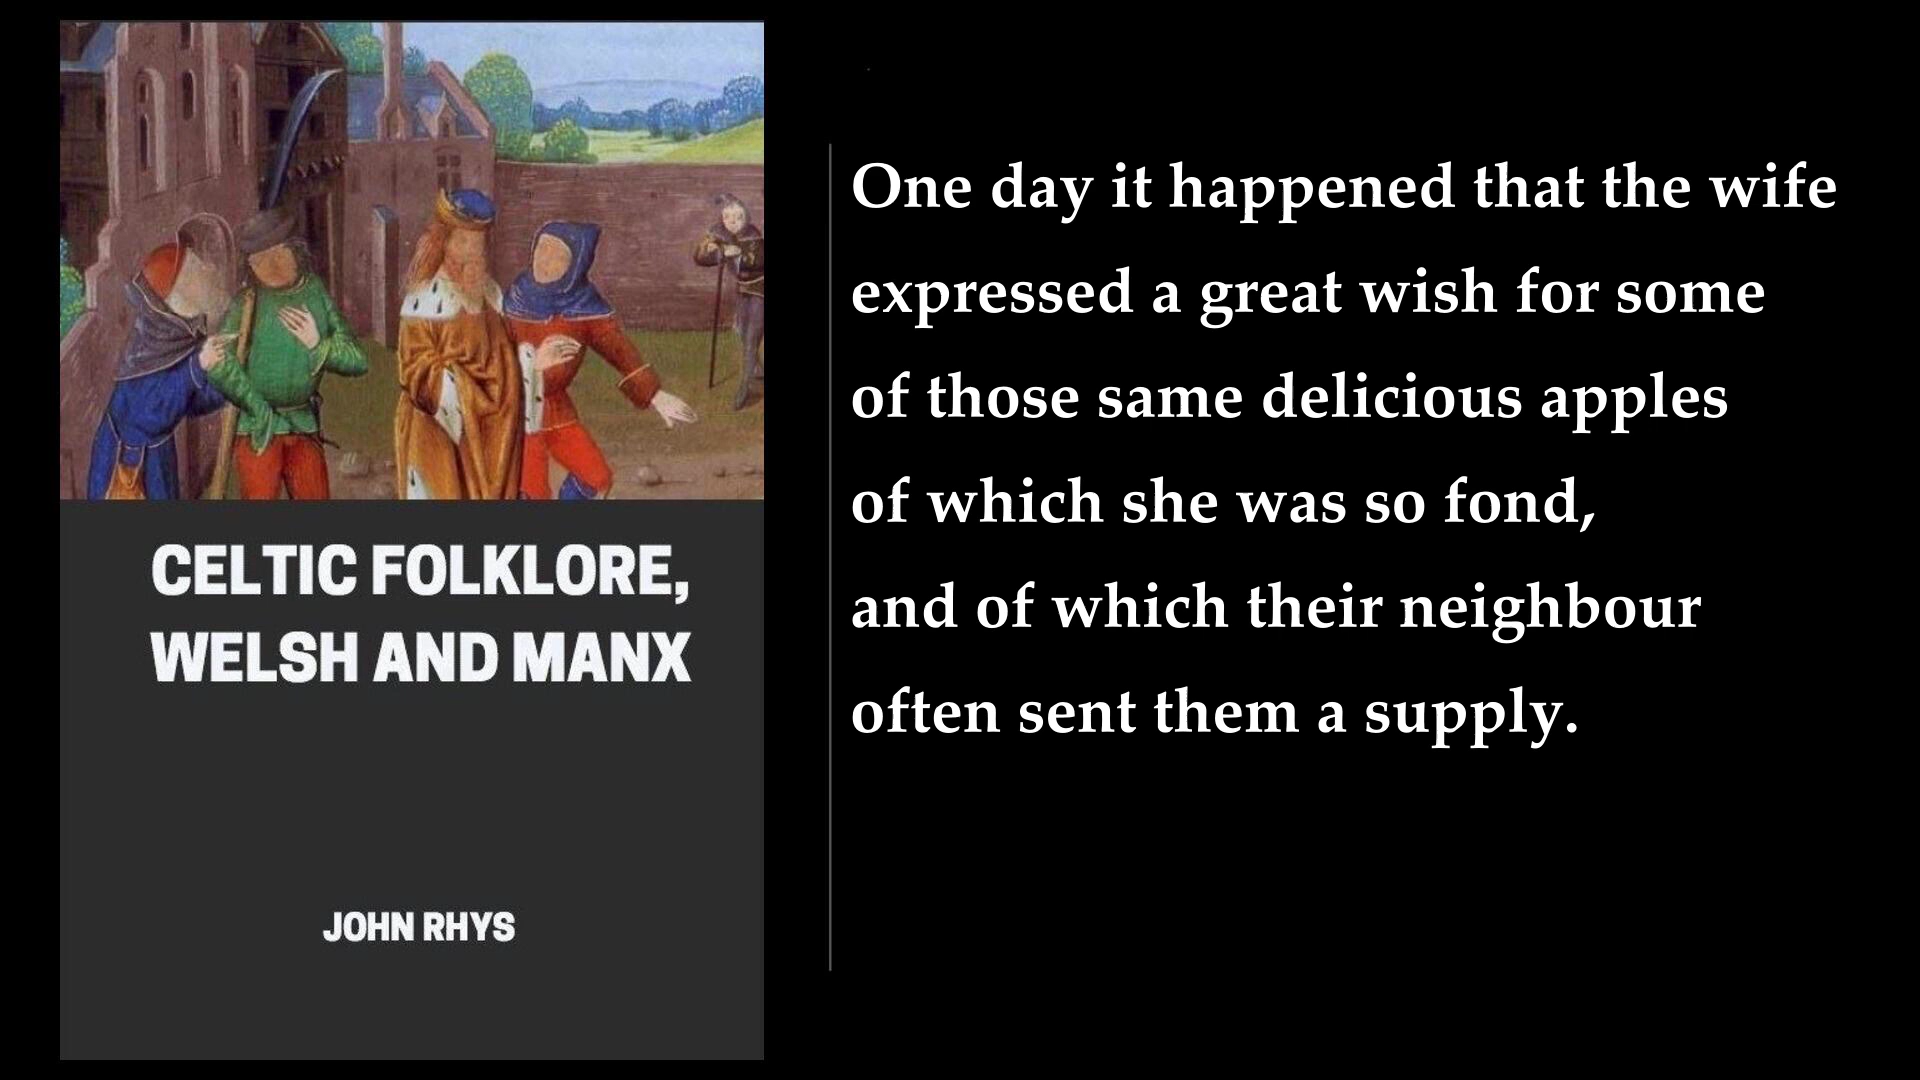 CELTIC FOLKLORE,
WELSH AND MANX
JOHN RHYS
One day it happened that the wife
expressed a great wish for some
of those same delicious apples
of which she was so fond,
and of which their neighbour
often sent them a supply.